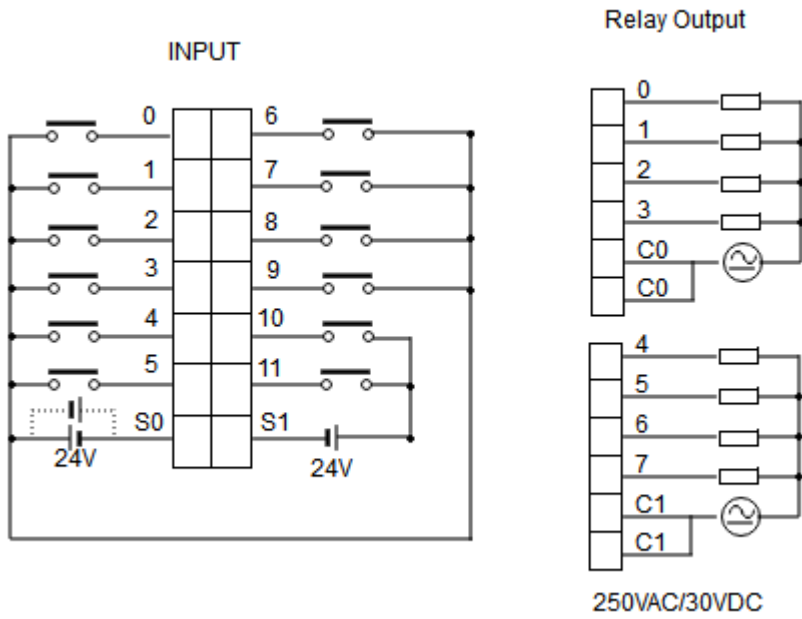 INPUT
0 6
1 7
2 8
3 9
4 10
5 11
S0 S1
24V 24V
Relay Output
0
1
2
3
C0
C0
4
5
6
7
C1
C1
250VAC/30VDC